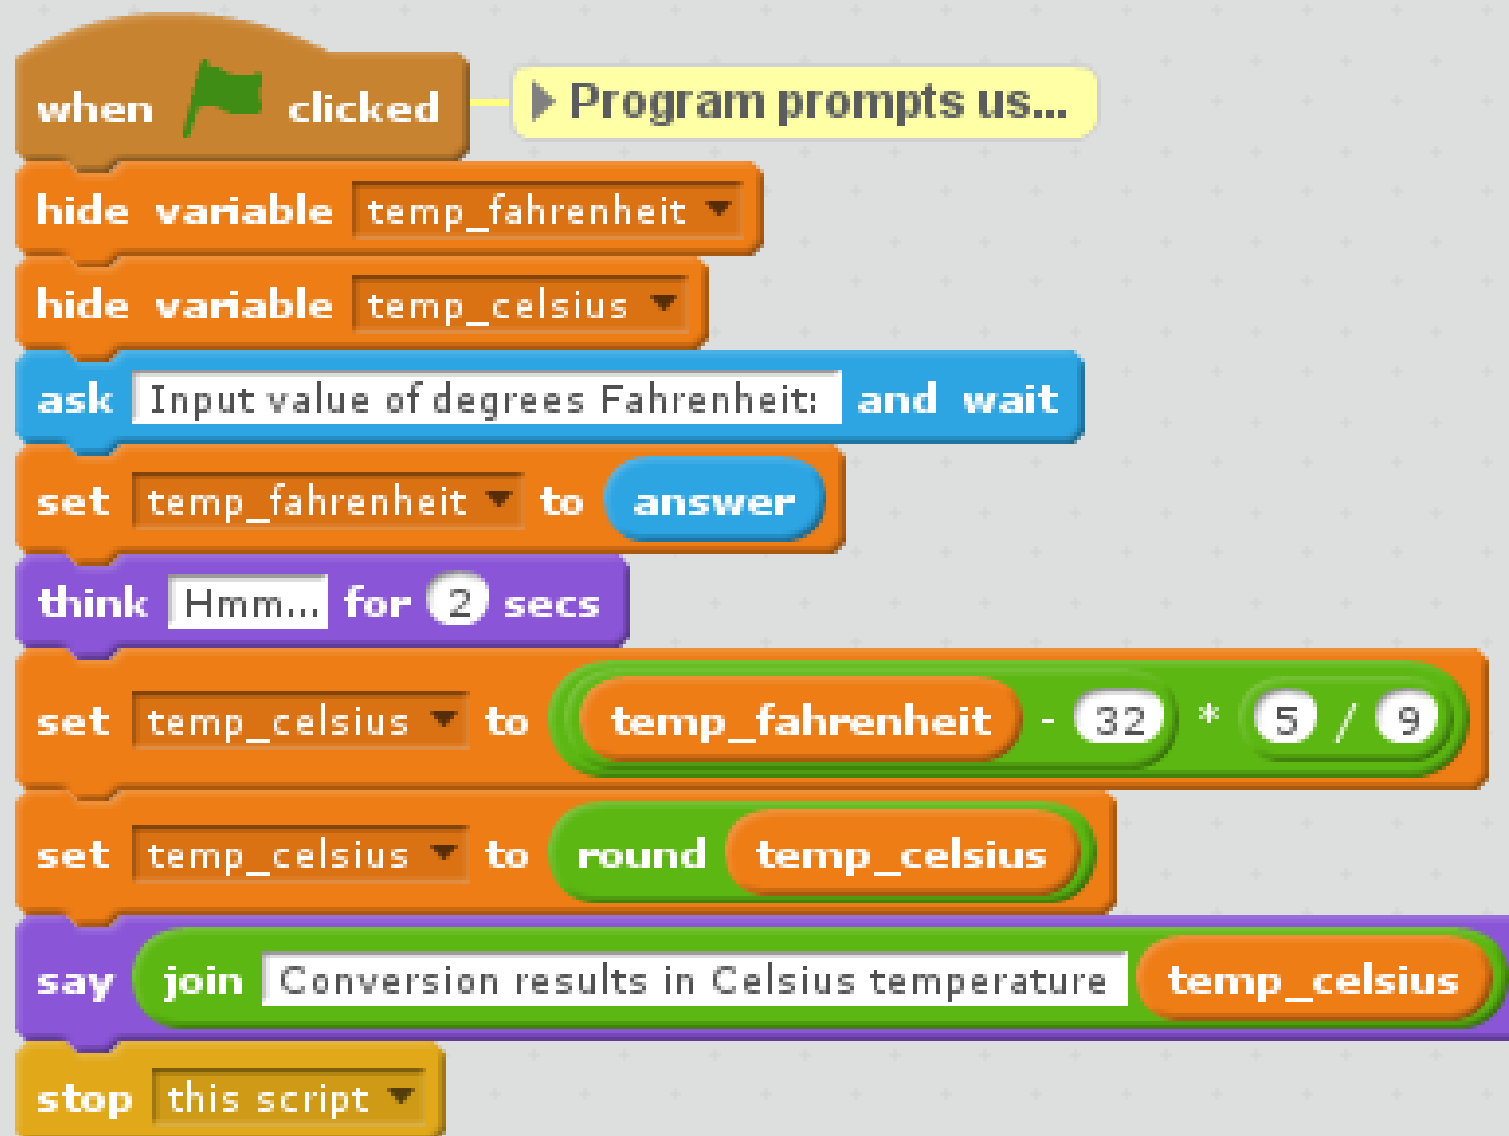 when clicked Program prompts us...
hide variable temp_fahrenheit
hide variable temp_celsius
ask Input value of degrees Fahrenheit: and wait
set temp_fahrenheit to answer
think Hmm... for 2 secs
set temp_celsius to temp_fahrenheit - 32 * 5 / 9
set temp_celsius to round temp_celsius
say join Conversion results in Celsius temperature temp_celsius
stop this script